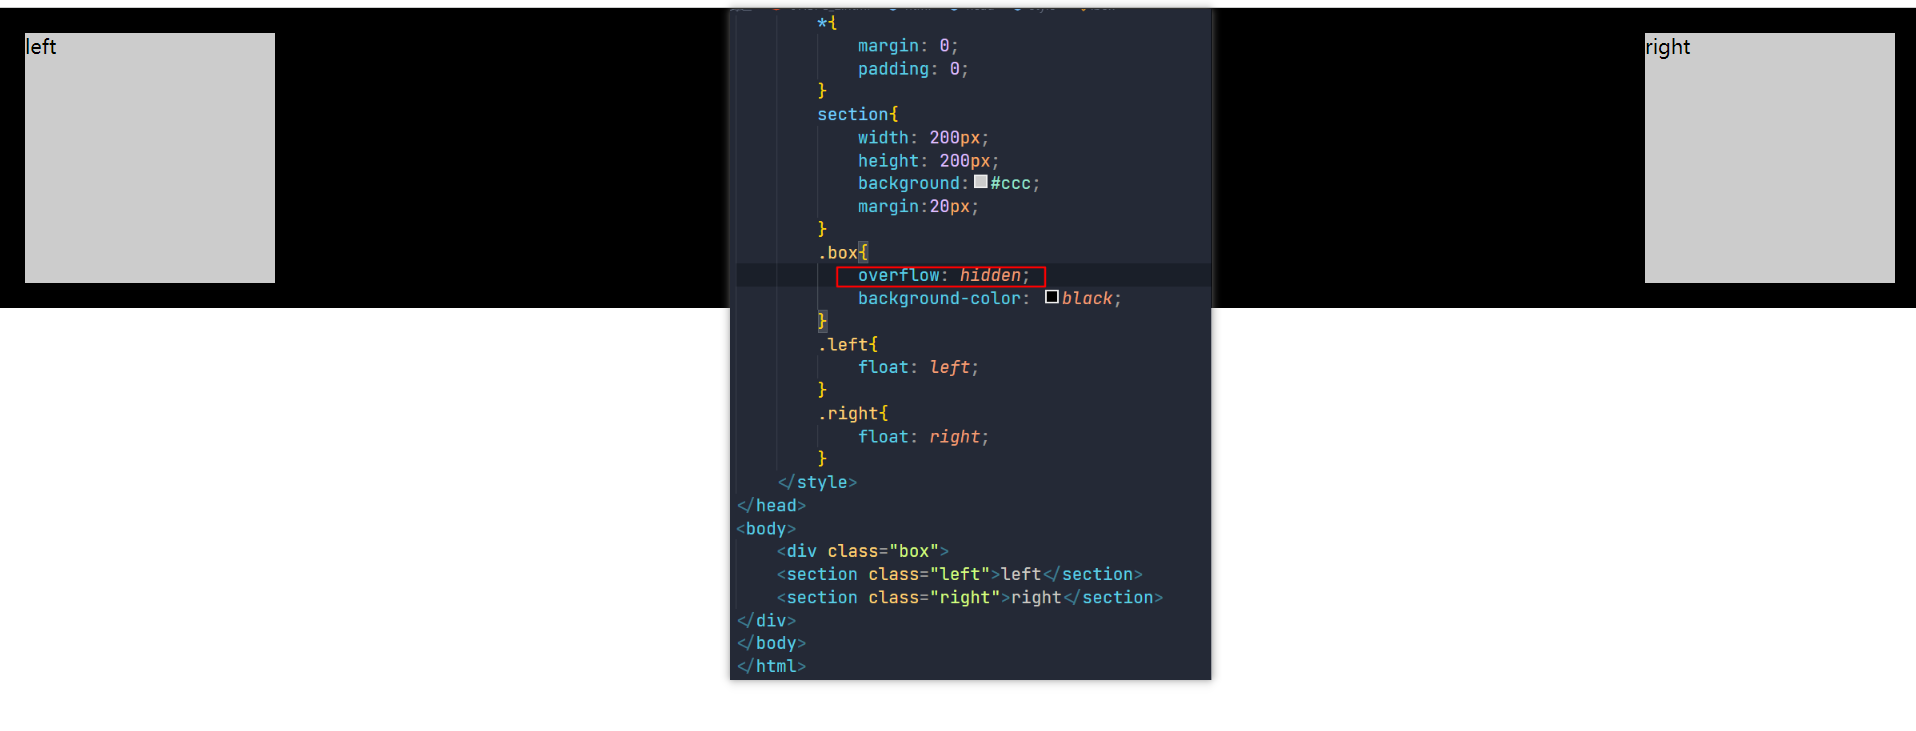 left
right
*{
margin: 0;
padding: 0;
}
section{
width: 200px;
height: 200px;
background: #ccc;
margin:20px;
}
.box{
overflow: hidden;
background-color: black;
}
.left{
float: left;
}
.right{
float: right;
}
</style>
</head>
<body>
<div class="box">
<section class="left">left</section>
<section class="right">right</section>
</div>
</body>
</html>